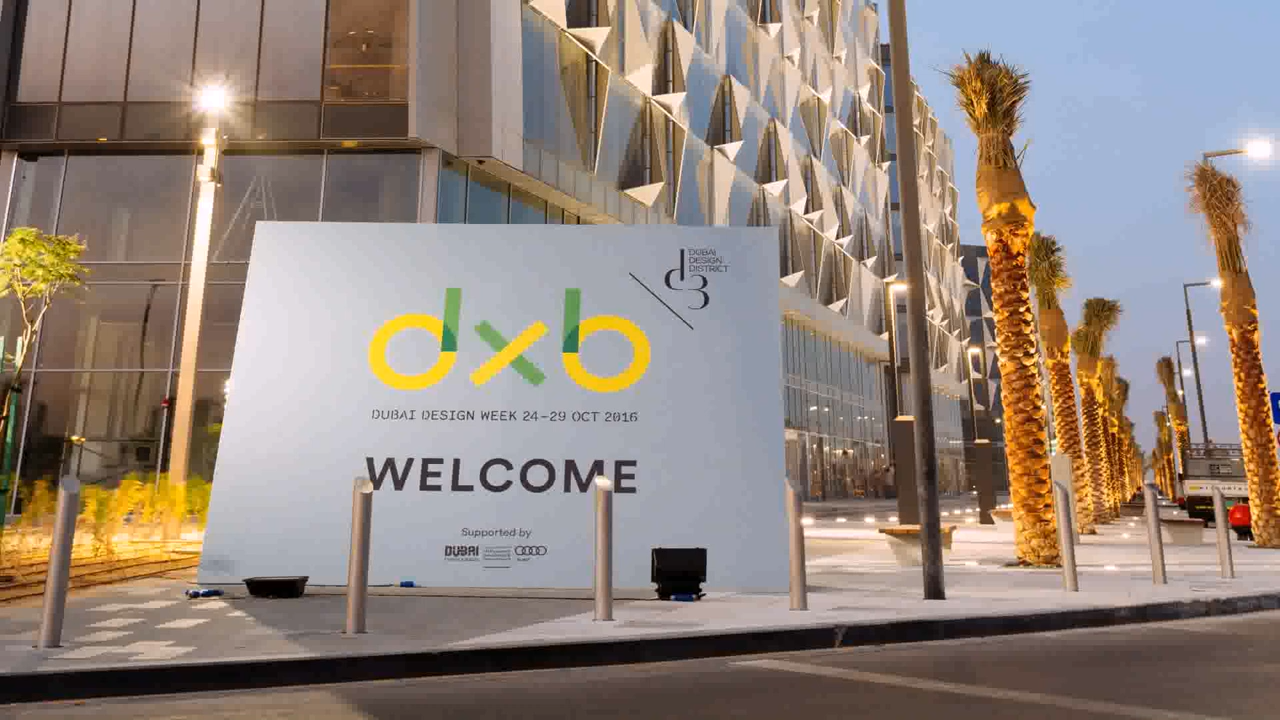 DUBAI
DESIGN
DISTRICT
d3
dxb
DUBAI DESIGN WEEK 24–29 OCT 2016
WELCOME
Supported by
DUBAI